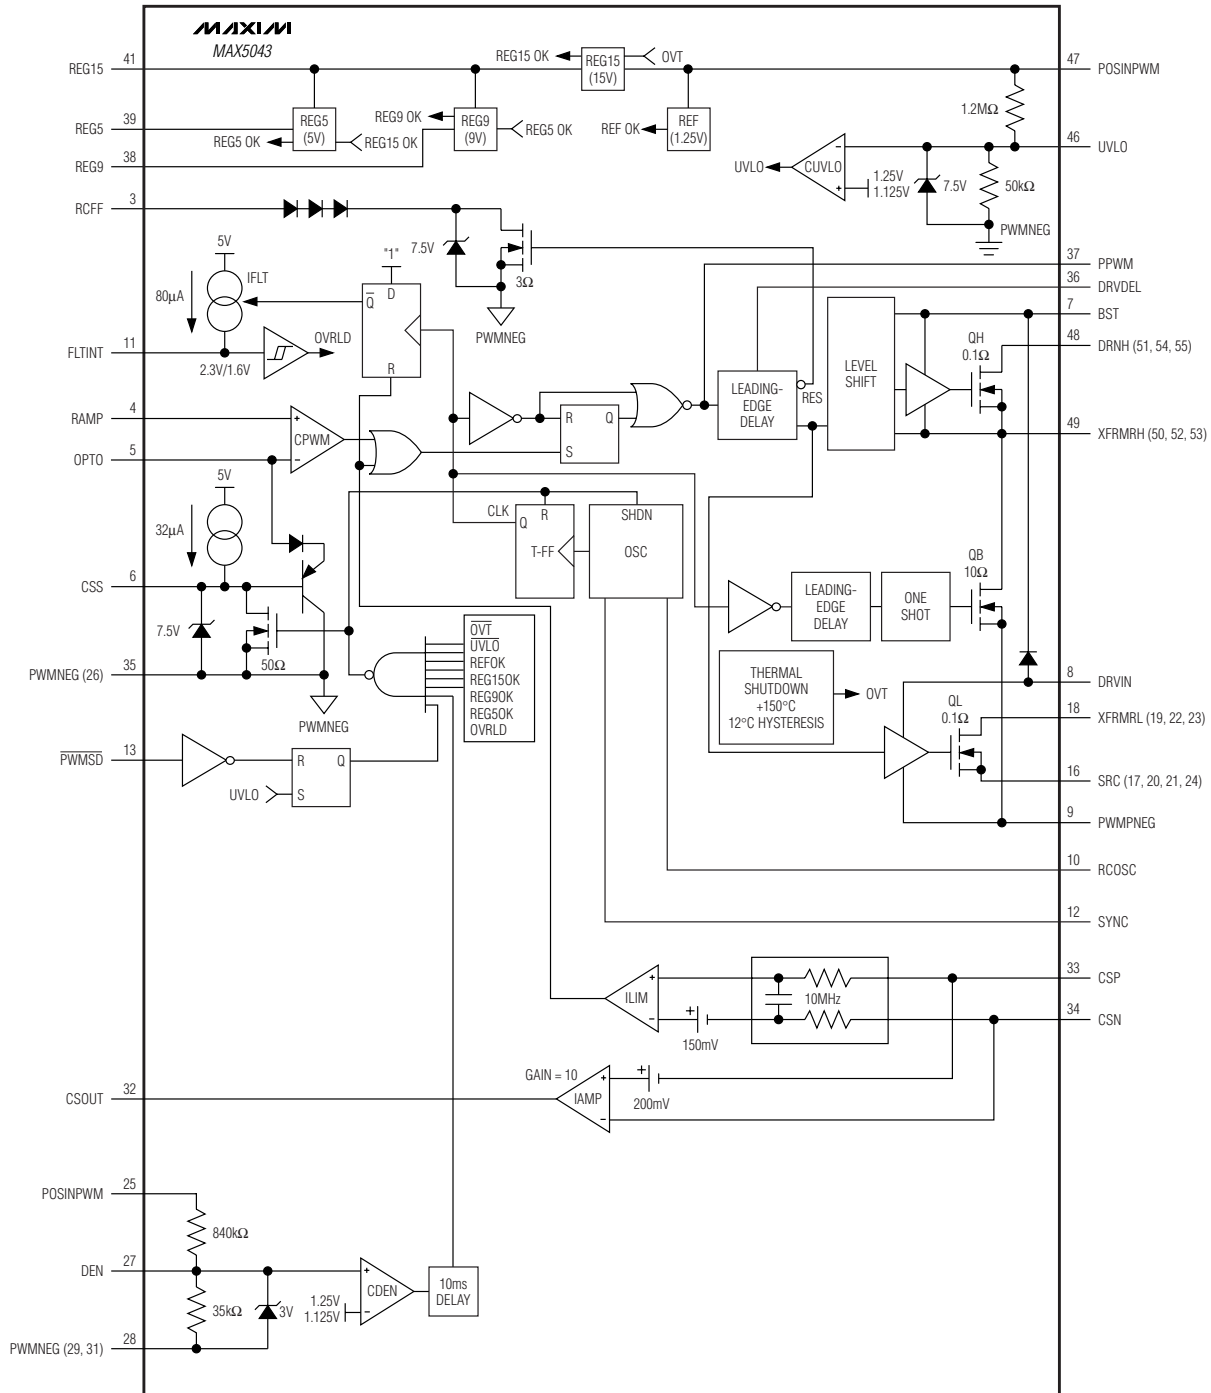 MAXIM
MAX5043
REG15 41
REG15 OK
REG15
(15V)
OVT
47 POSINPWM
1.2MΩ
REG5 39
REG5
(5V)
REG5 OK
REG15 OK
REG9 OK
REG9
(9V)
REG5 OK
REF OK
REF
(1.25V)
REG9 38
UVLO
CUVLO
-
+
1.25V
1.125V
7.5V
50kΩ
PWMNEG
46 UVLO
RCFF 3
7.5V
3Ω
PWMNEG
37 PPWM
36 DRVDEL
7 BST
5V
80µA
IFLT
"1"
Q
D
R
FLTINT 11
2.3V/1.6V
OVRLD
LEADING-
EDGE
DELAY
RES
LEVEL
SHIFT
QH
0.1Ω
48 DRNH (51, 54, 55)
RAMP 4
+
CPWM
-
R
Q
S
49 XFRMRH (50, 52, 53)
OPTO 5
5V
32µA
CLK
Q
R
T-FF
SHDN
OSC
CSS 6
7.5V
50Ω
PWMNEG (26) 35
PWMNEG
OVT
UVLO
REFOK
REG15OK
REG9OK
REG5OK
OVRLD
LEADING-
EDGE
DELAY
ONE
SHOT
QB
10Ω
THERMAL
SHUTDOWN
+150°C
12°C HYSTERESIS
OVT
8 DRVIN
QL
0.1Ω
18 XFRMRL (19, 22, 23)
PWMSD 13
R
Q
S
UVLO
16 SRC (17, 20, 21, 24)
9 PWMPNEG
10 RCOSC
12 SYNC
+
ILIM
-
+
150mV
10MHz
33 CSP
34 CSN
CSOUT 32
GAIN = 10
+
IAMP
-
+
200mV
POSINPWM 25
840kΩ
DEN 27
35kΩ
3V
1.25V
1.125V
+
CDEN
-
10ms
DELAY
PWMNEG (29, 31) 28